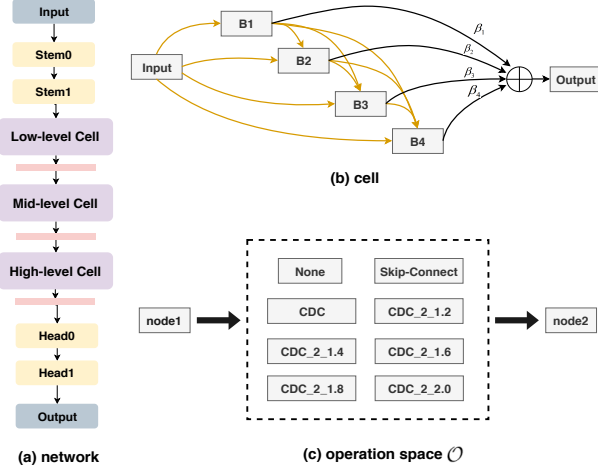 Input
Stem0
Stem1
Low-level Cell
Mid-level Cell
High-level Cell
Head0
Head1
Output
(a) network
B1
B2
Input
B3
B4
β₁
β₂
β₃
β₄
Output
(b) cell
None
Skip-Connect
CDC
CDC_2_1.2
node1
node2
CDC_2_1.4
CDC_2_1.6
CDC_2_1.8
CDC_2_2.0
(c) operation space 𝒪